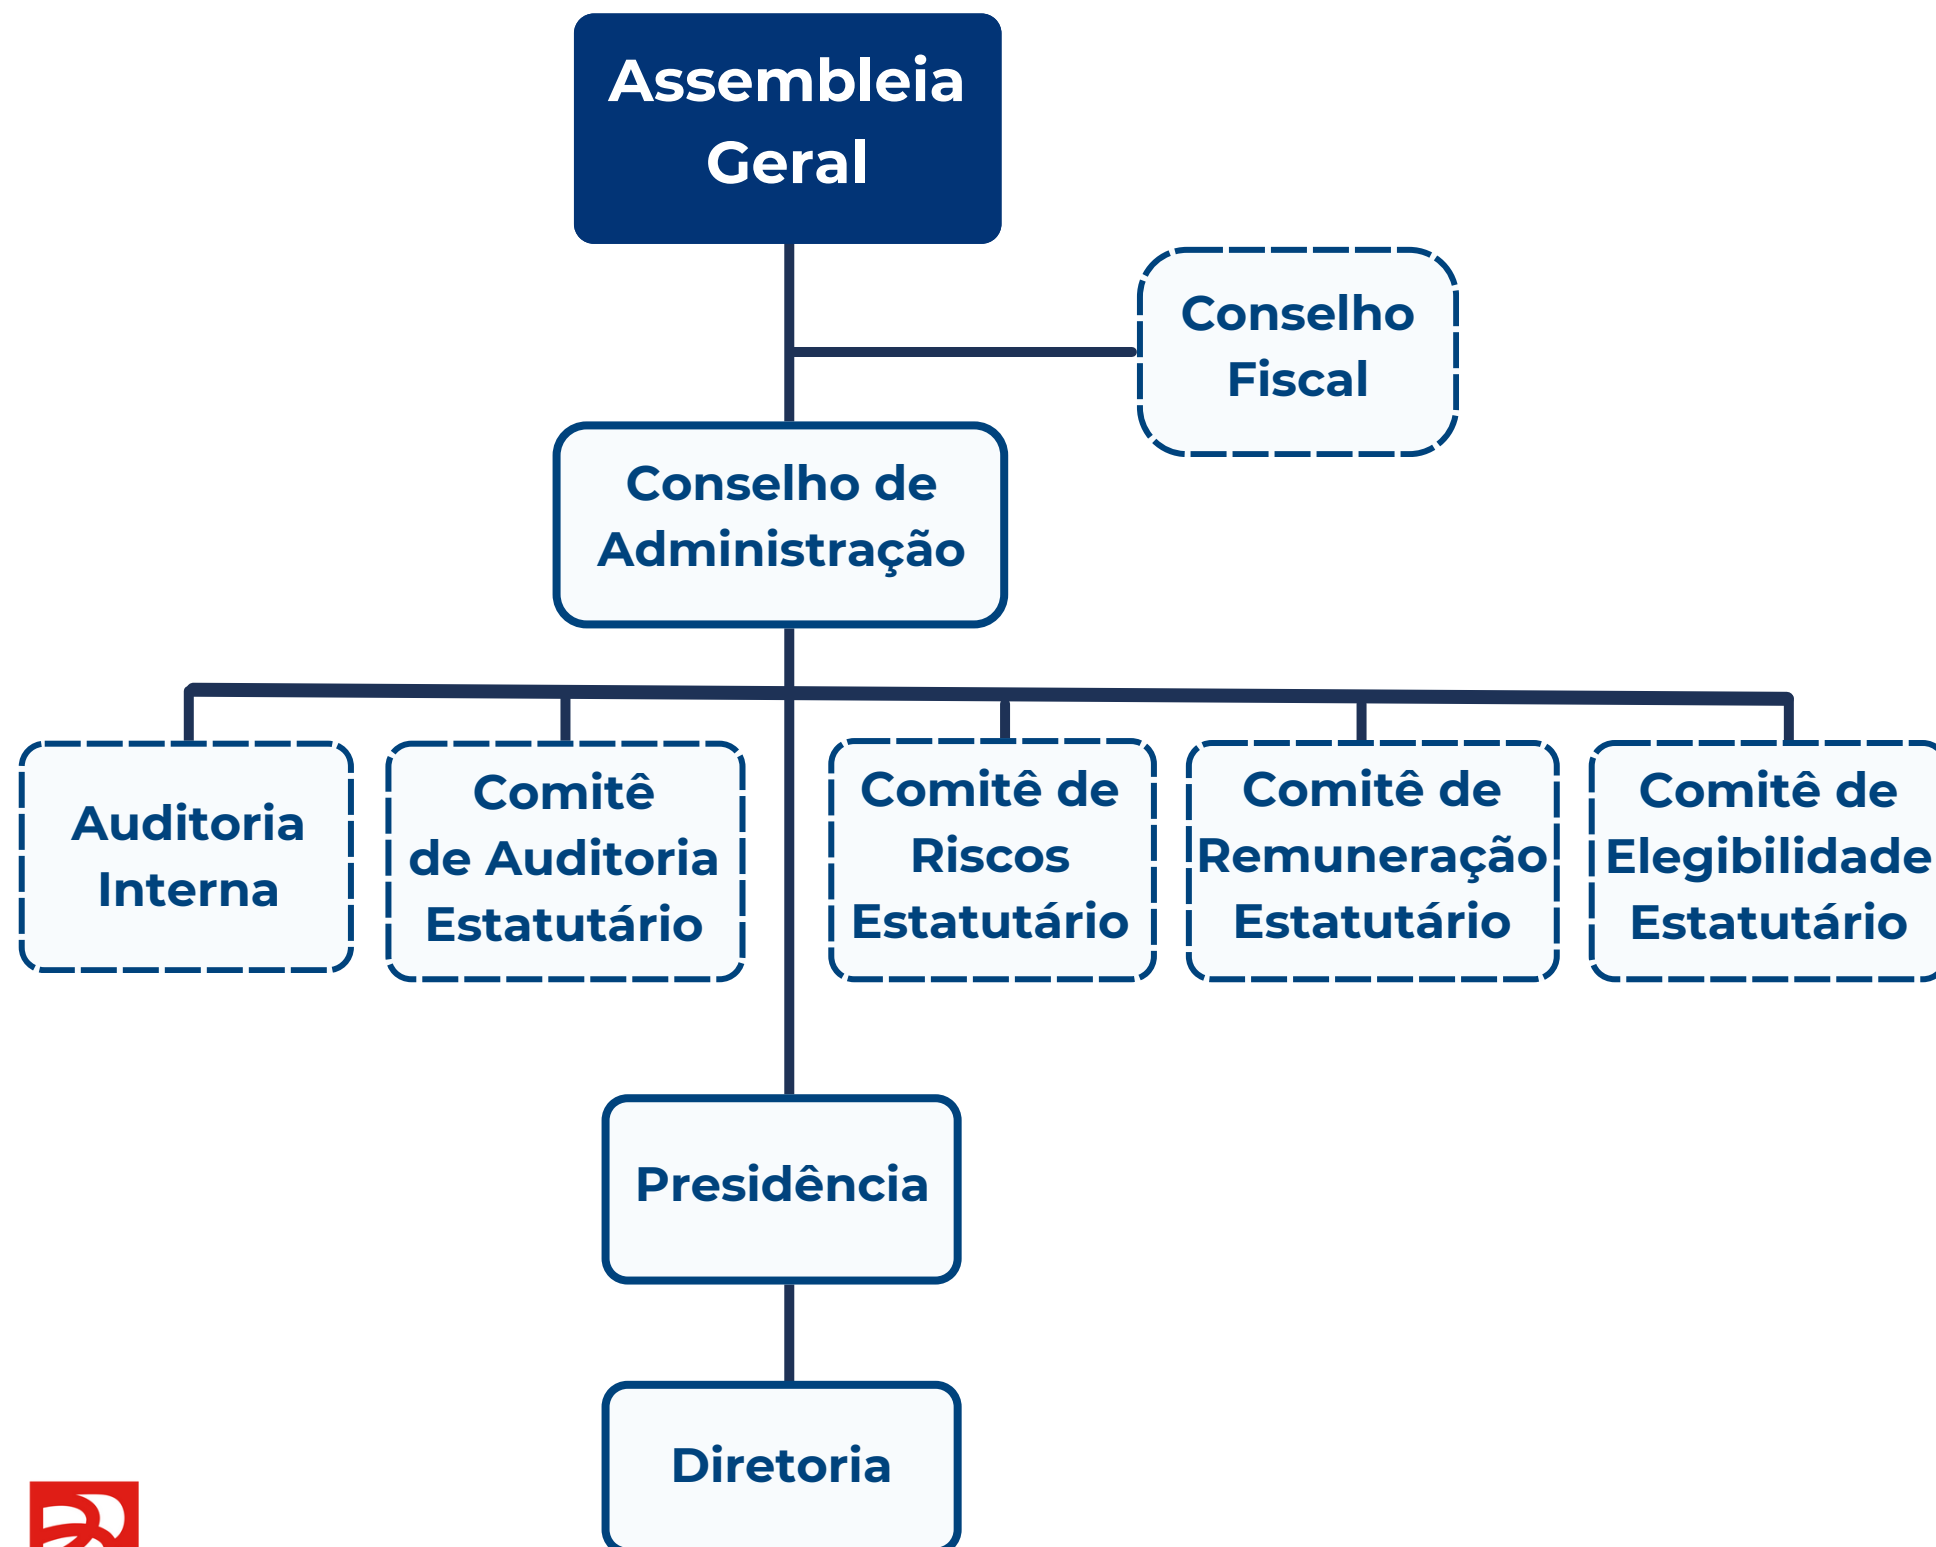 Assembleia
Geral
Conselho
Fiscal
Conselho de
Administração
Auditoria
Interna
Comitê
de Auditoria
Estatutário
Comitê de
Riscos
Estatutário
Comitê de
Remuneração
Estatutário
Comitê de
Elegibilidade
Estatutário
Presidência
Diretoria